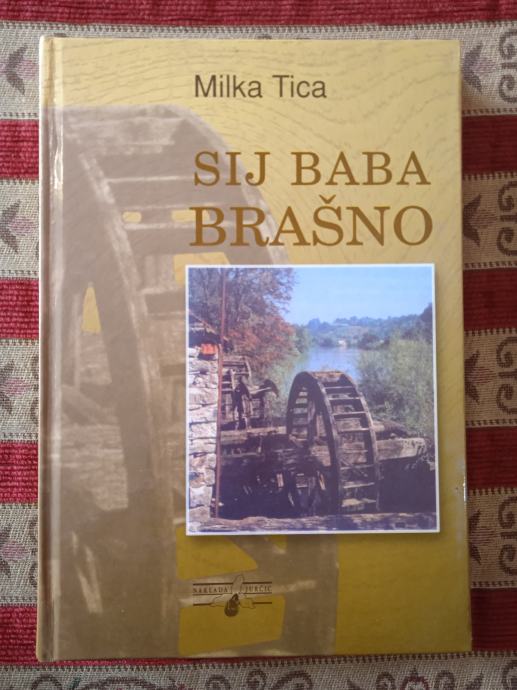 Milka Tica
SIJ BABA
BRAŠNO
NAKLADA JURČIĆ